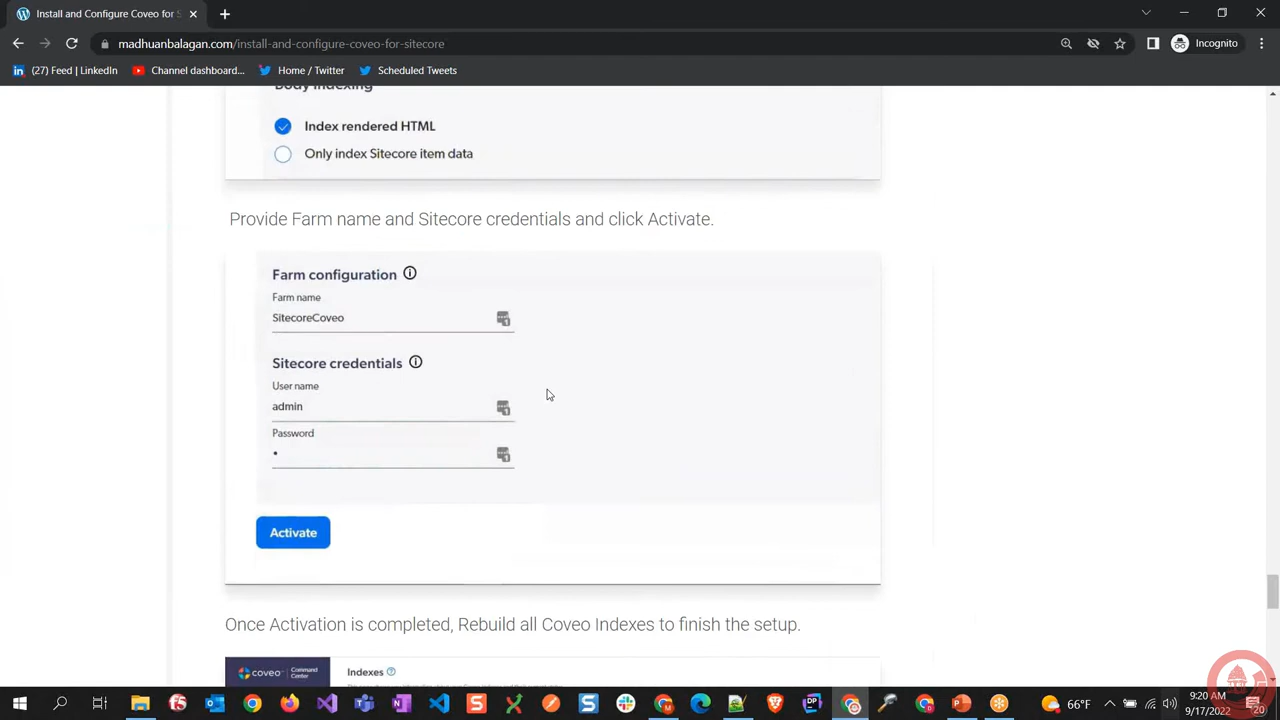 Install and Configure Coveo for S
madhuanbalagan.com/install-and-configure-coveo-for-sitecore
Incognito
(27) Feed | LinkedIn
Channel dashboard...
Home / Twitter
Scheduled Tweets
Body indexing
Index rendered HTML
Only index Sitecore item data
Provide Farm name and Sitecore credentials and click Activate.
Farm configuration
Farm name
SitecoreCoveo
Sitecore credentials
User name
admin
Password
Activate
Once Activation is completed, Rebuild all Coveo Indexes to finish the setup.
coveo | Command Center
Indexes
66°F
9:20 AM
9/17/2022
20